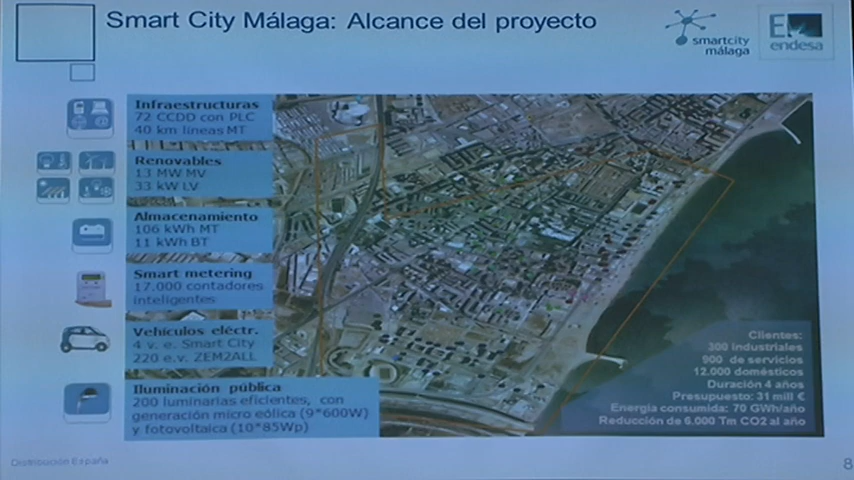 Smart City Málaga: Alcance del proyecto
smartcity
málaga
endesa
Infraestructuras
72 CCDD con PLC
40 km líneas MT
Renovables
13 MW MV
33 kW LV
Almacenamiento
106 kWh MT
11 kWh BT
Smart metering
17.000 contadores
inteligentes
Vehículos eléctr.
4 v. e. Smart City
220 e.v. ZEM2ALL
Iluminación pública
200 luminarias eficientes, con
generación micro eólica (9*600W)
y fotovoltaica (10*85Wp)
Clientes:
300 industriales
900 de servicios
12.000 domésticos
Duración 4 años
Presupuesto: 31 mill €
Energía consumida: 70 GWh/año
Reducción de 6.000 Tm CO2 al año
Distribución España
8